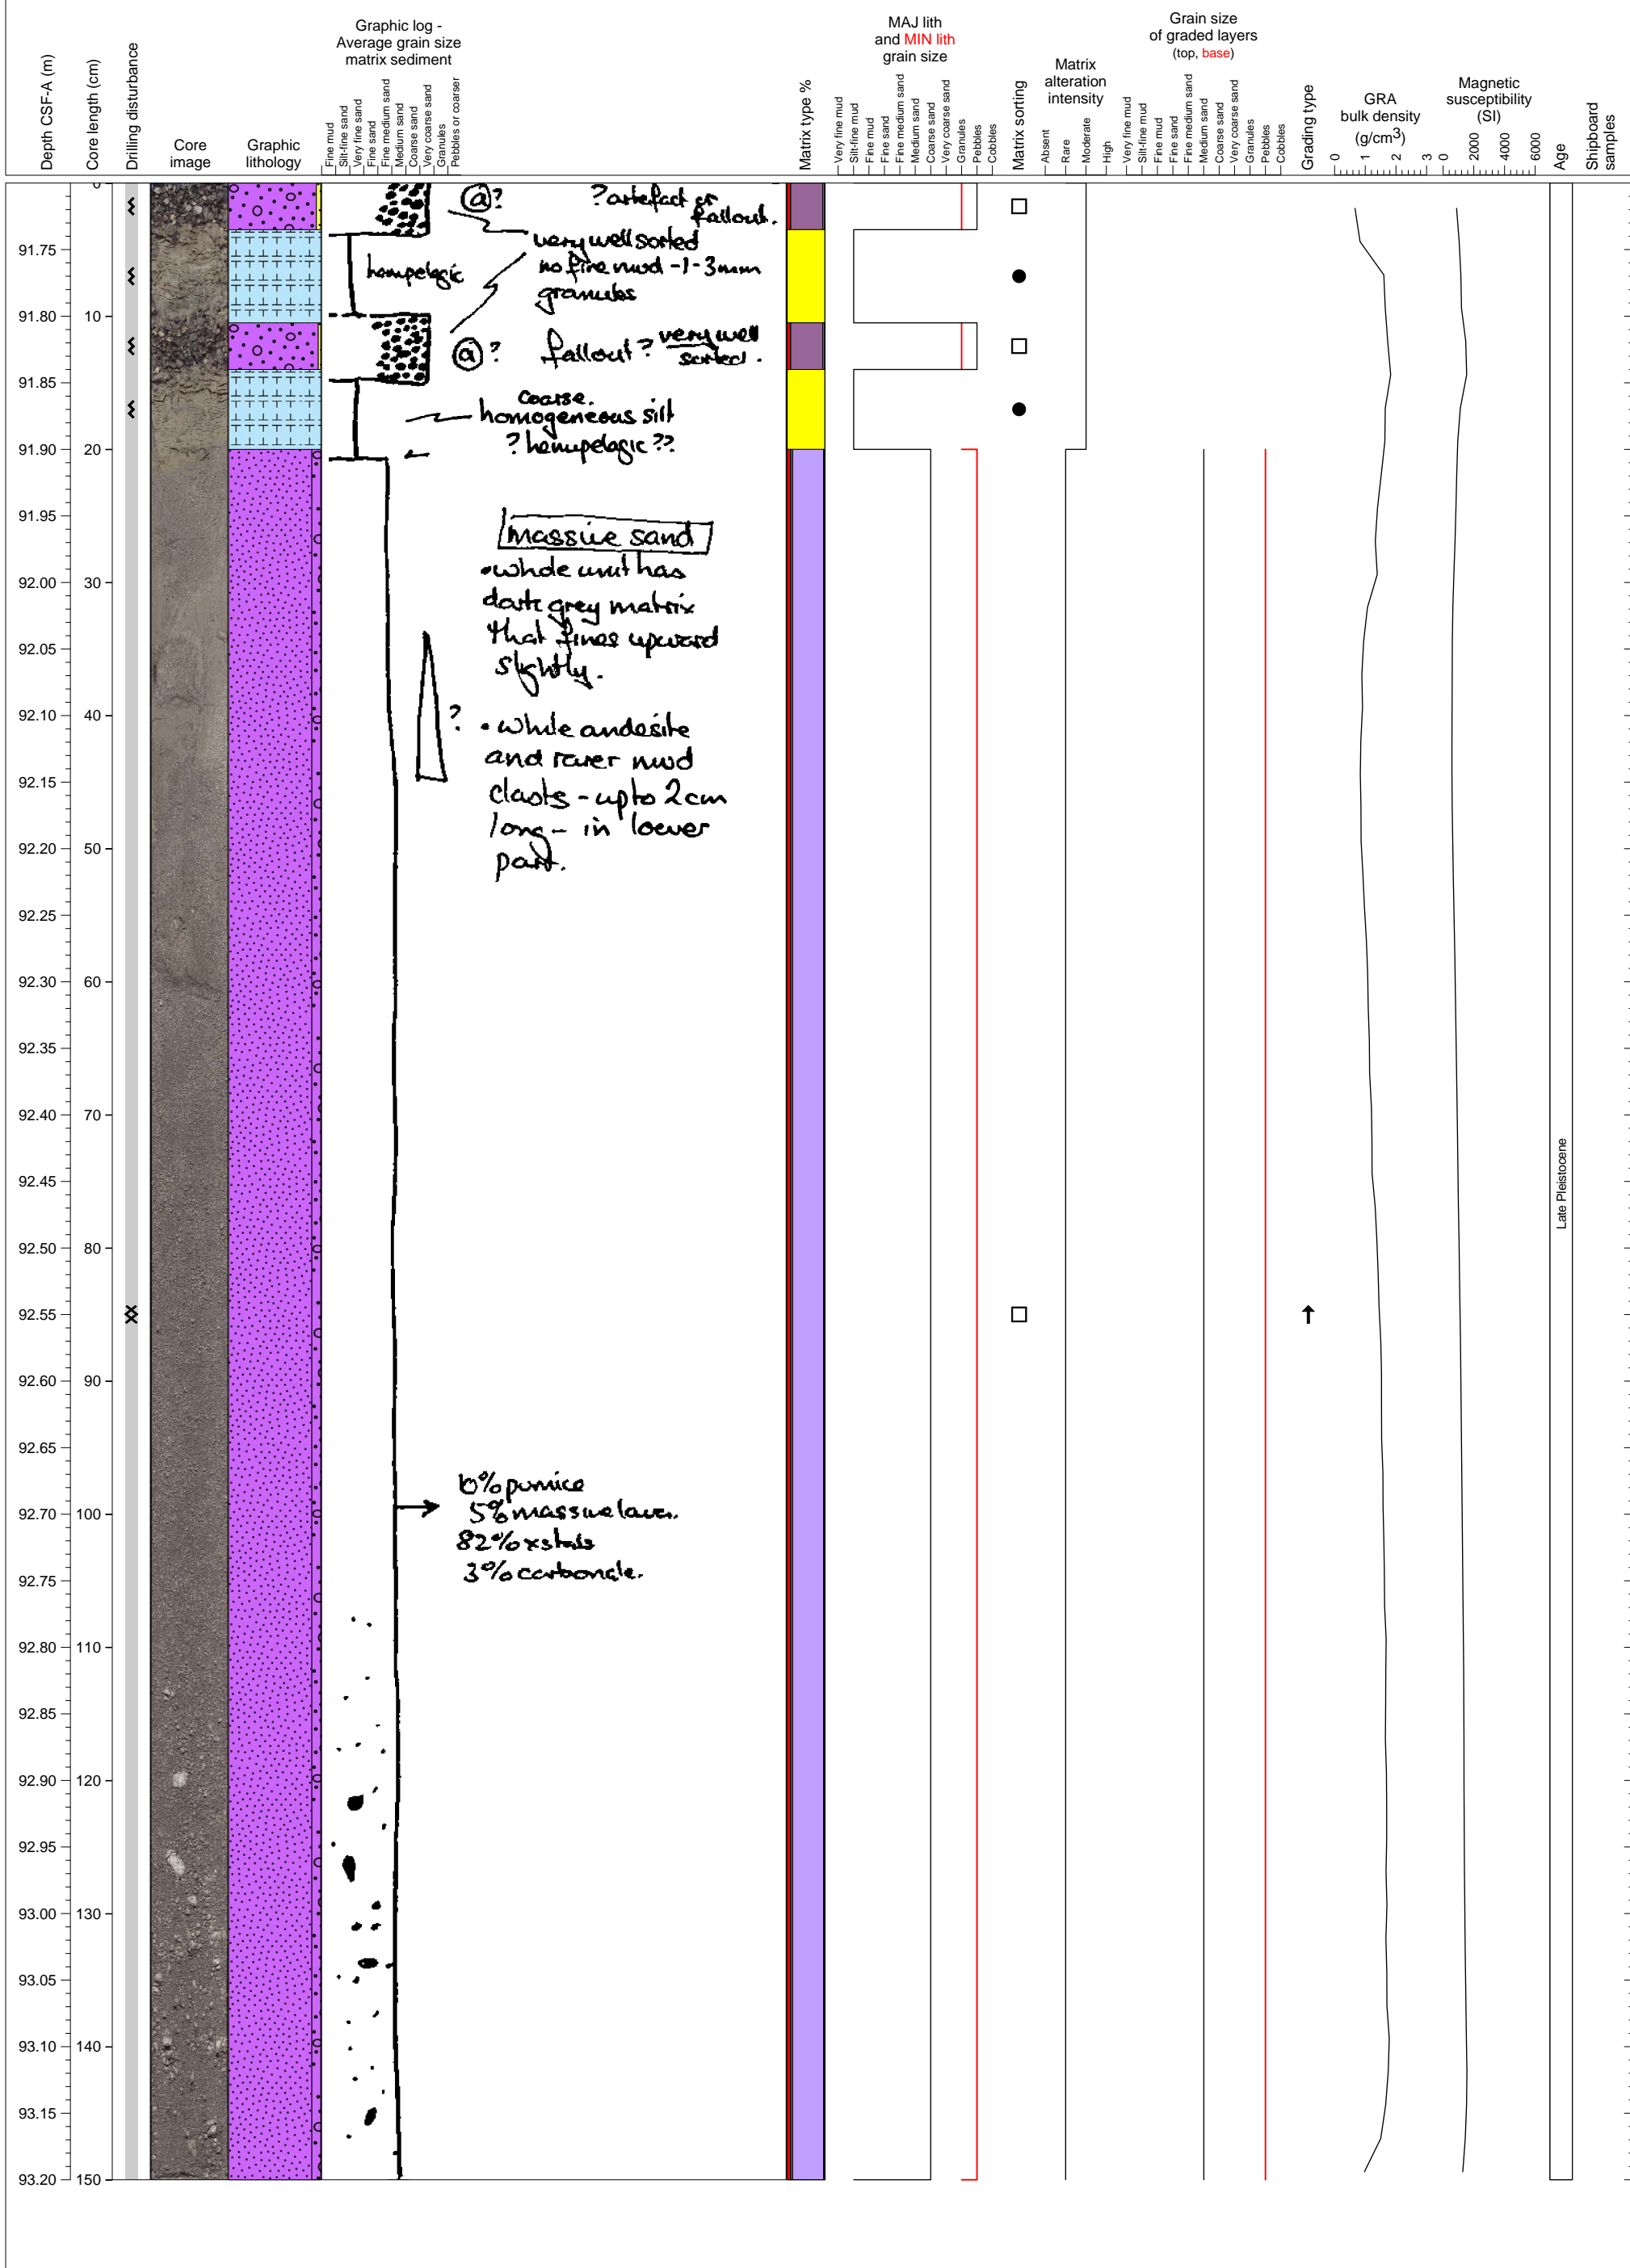 Graphic log -
Average grain size
matrix sediment
MAJ lith
and MIN lith
grain size
Grain size
of graded layers
(top, base)
Matrix
alteration
intensity
GRA
bulk density
(g/cm3)
Magnetic
susceptibility
(SI)
Depth CSF-A (m)
Core length (cm)
Drilling disturbance
Core
image
Graphic
lithology
Fine mud
Silt-fine sand
Very fine sand
Fine sand
Fine medium sand
Medium sand
Coarse sand
Very coarse sand
Granules
Pebbles or coarser
Matrix type %
Very fine mud
Silt-fine mud
Fine mud
Fine sand
Fine medium sand
Medium sand
Coarse sand
Very coarse sand
Granules
Pebbles
Cobbles
Matrix sorting
Absent
Rare
Moderate
High
Very fine mud
Silt-fine mud
Fine mud
Fine sand
Fine medium sand
Medium sand
Coarse sand
Very coarse sand
Granules
Pebbles
Cobbles
Grading type
0 1 2 3
0 2000 4000 6000
Age
Shipboard
samples
0
@? ?artefact or
fallout.
very well sorted
91.75
hemipelagic
no fine mud -1-3mm
granules
91.80 10
@? fallout? very well
sorted.
91.85
coarse.
homogeneous silt
?hemipelagic??
91.90 20
91.95
massive sand
92.00 30
•whole unit has
dark grey matrix
that fines upward
slightly.
92.05
92.10 40
?
•while andesite
and rarer mud
clasts - up to 2cm
long - in lower
part.
92.15
92.20 50
92.25
92.30 60
92.35
92.40 70
92.45
Late Pleistocene
92.50 80
92.55
92.60 90
92.65
10% pumice
5% massive lava.
82% xstals
3% carbonate.
92.70 100
92.75
92.80 110
92.85
92.90 120
92.95
93.00 130
93.05
93.10 140
93.15
93.20 150